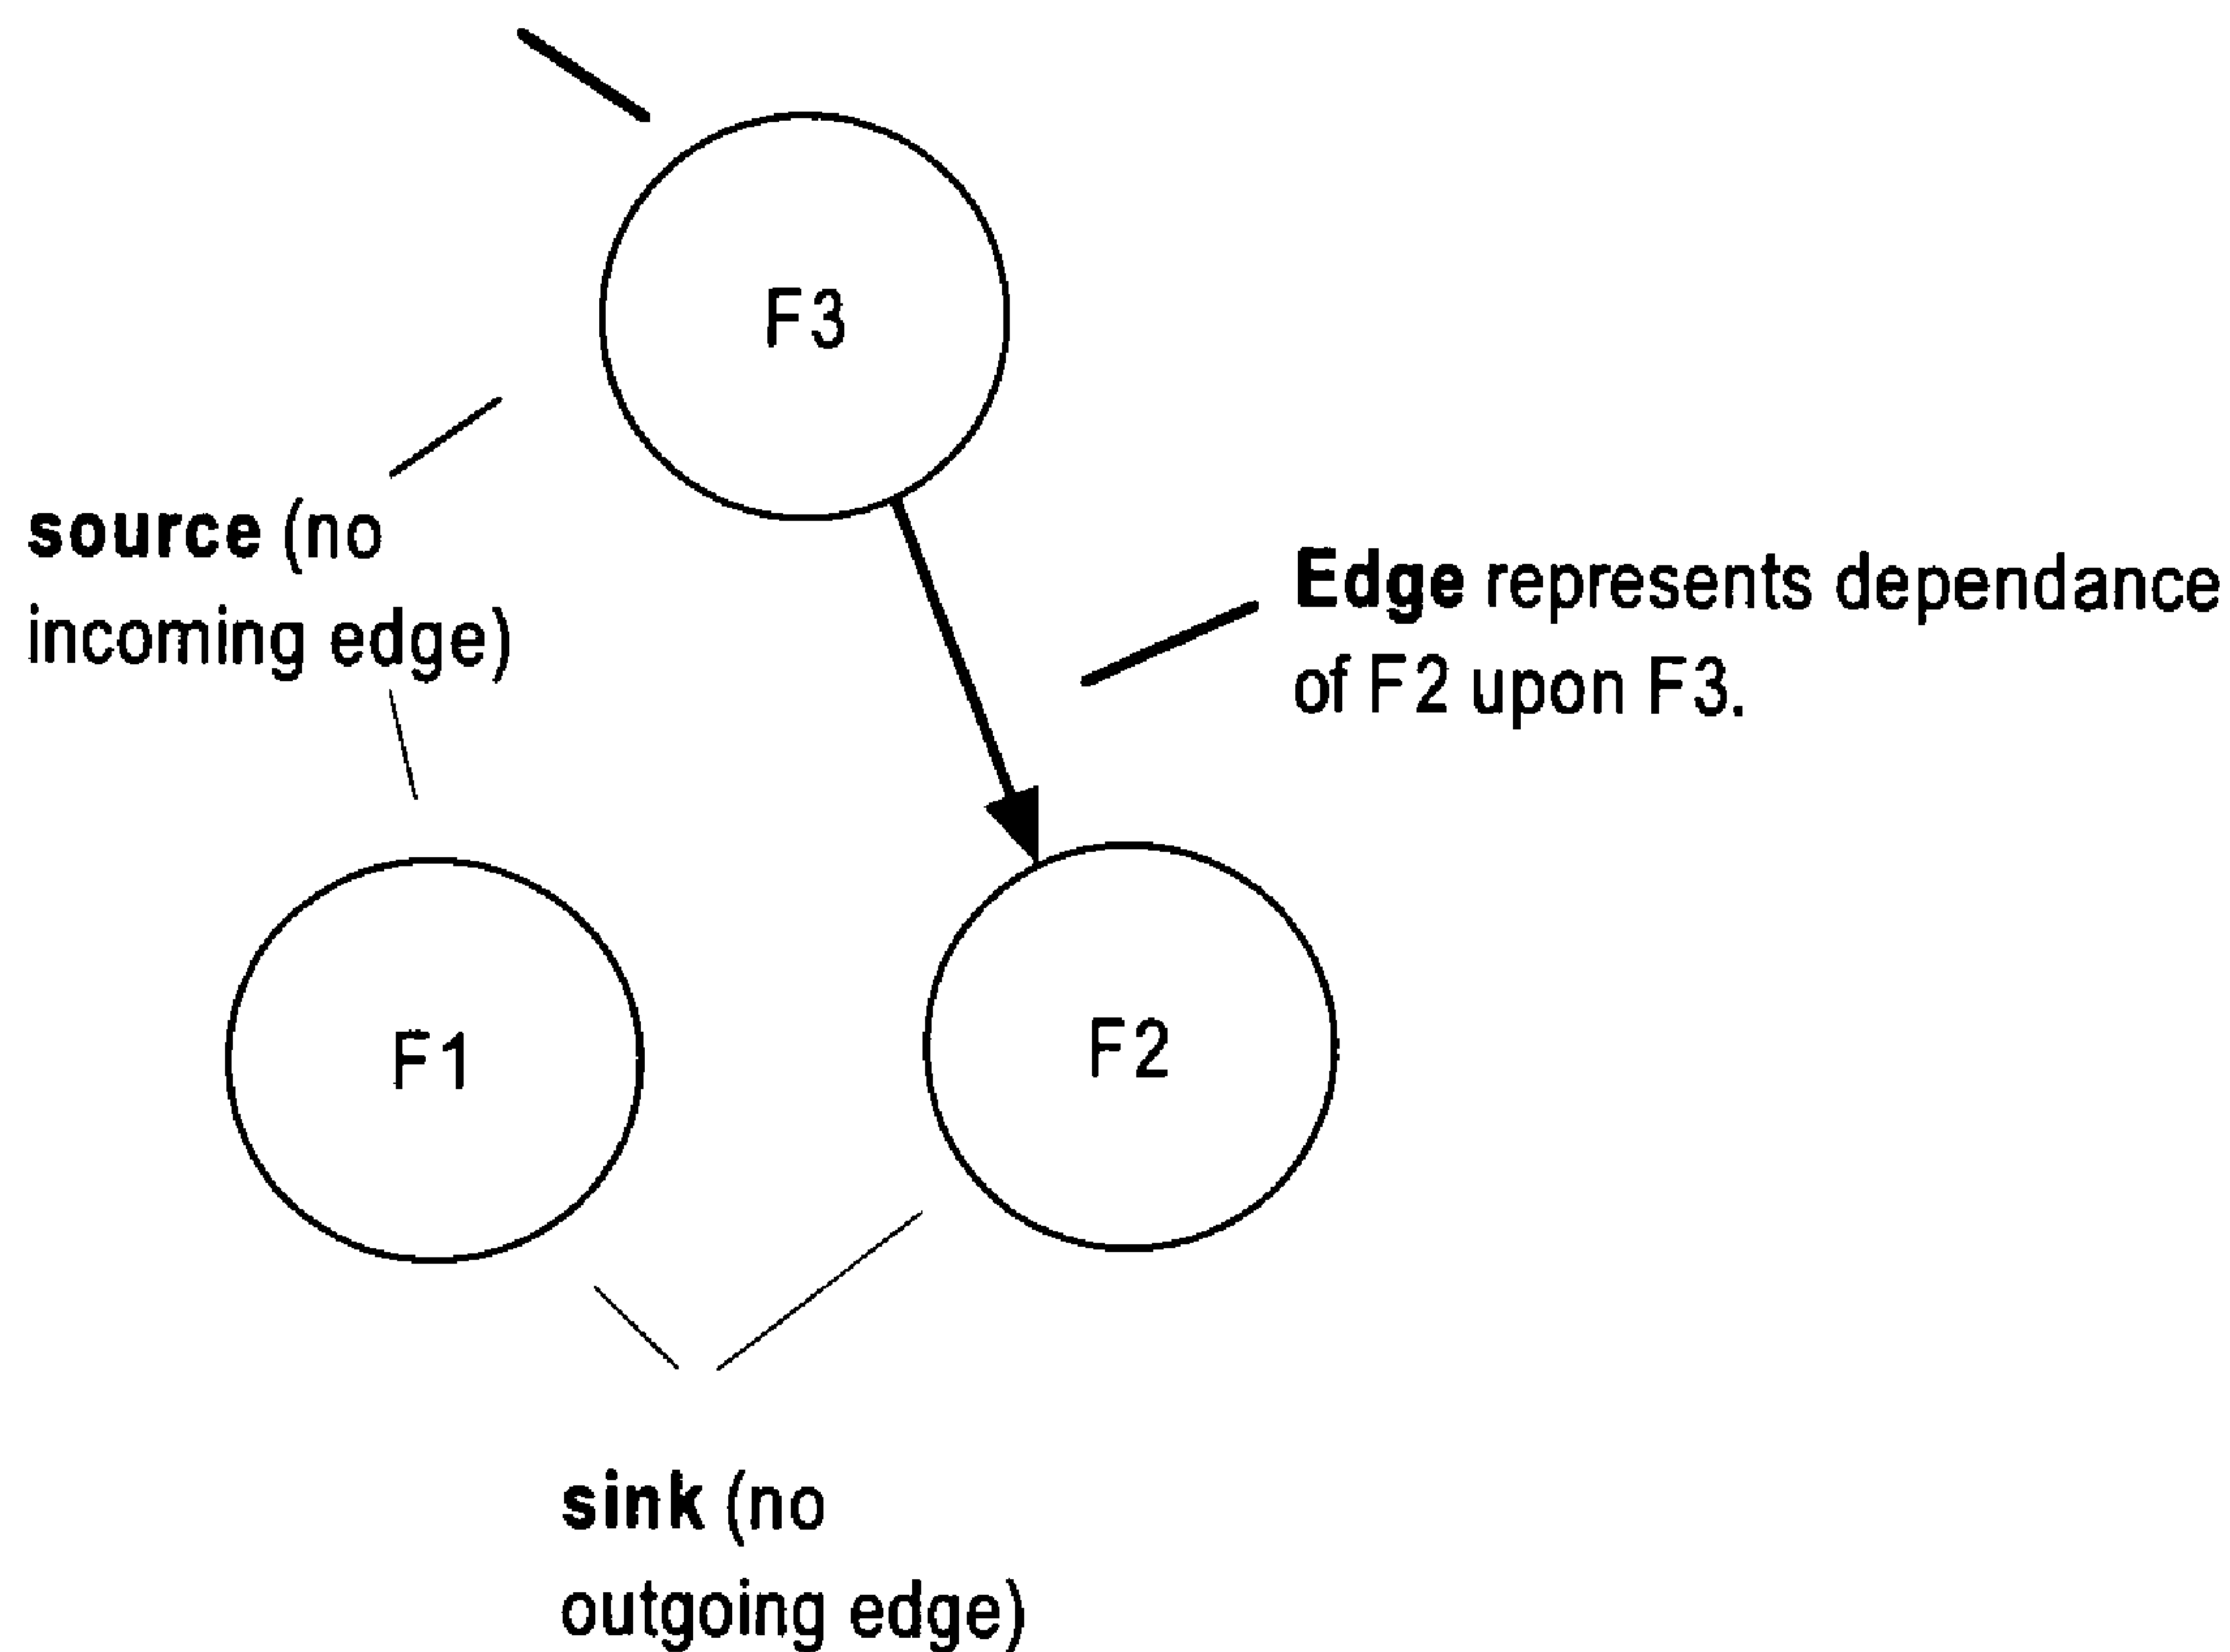 F3
source (no
incoming edge)
Edge represents dependance
of F2 upon F3.
F1
F2
sink (no
outgoing edge)